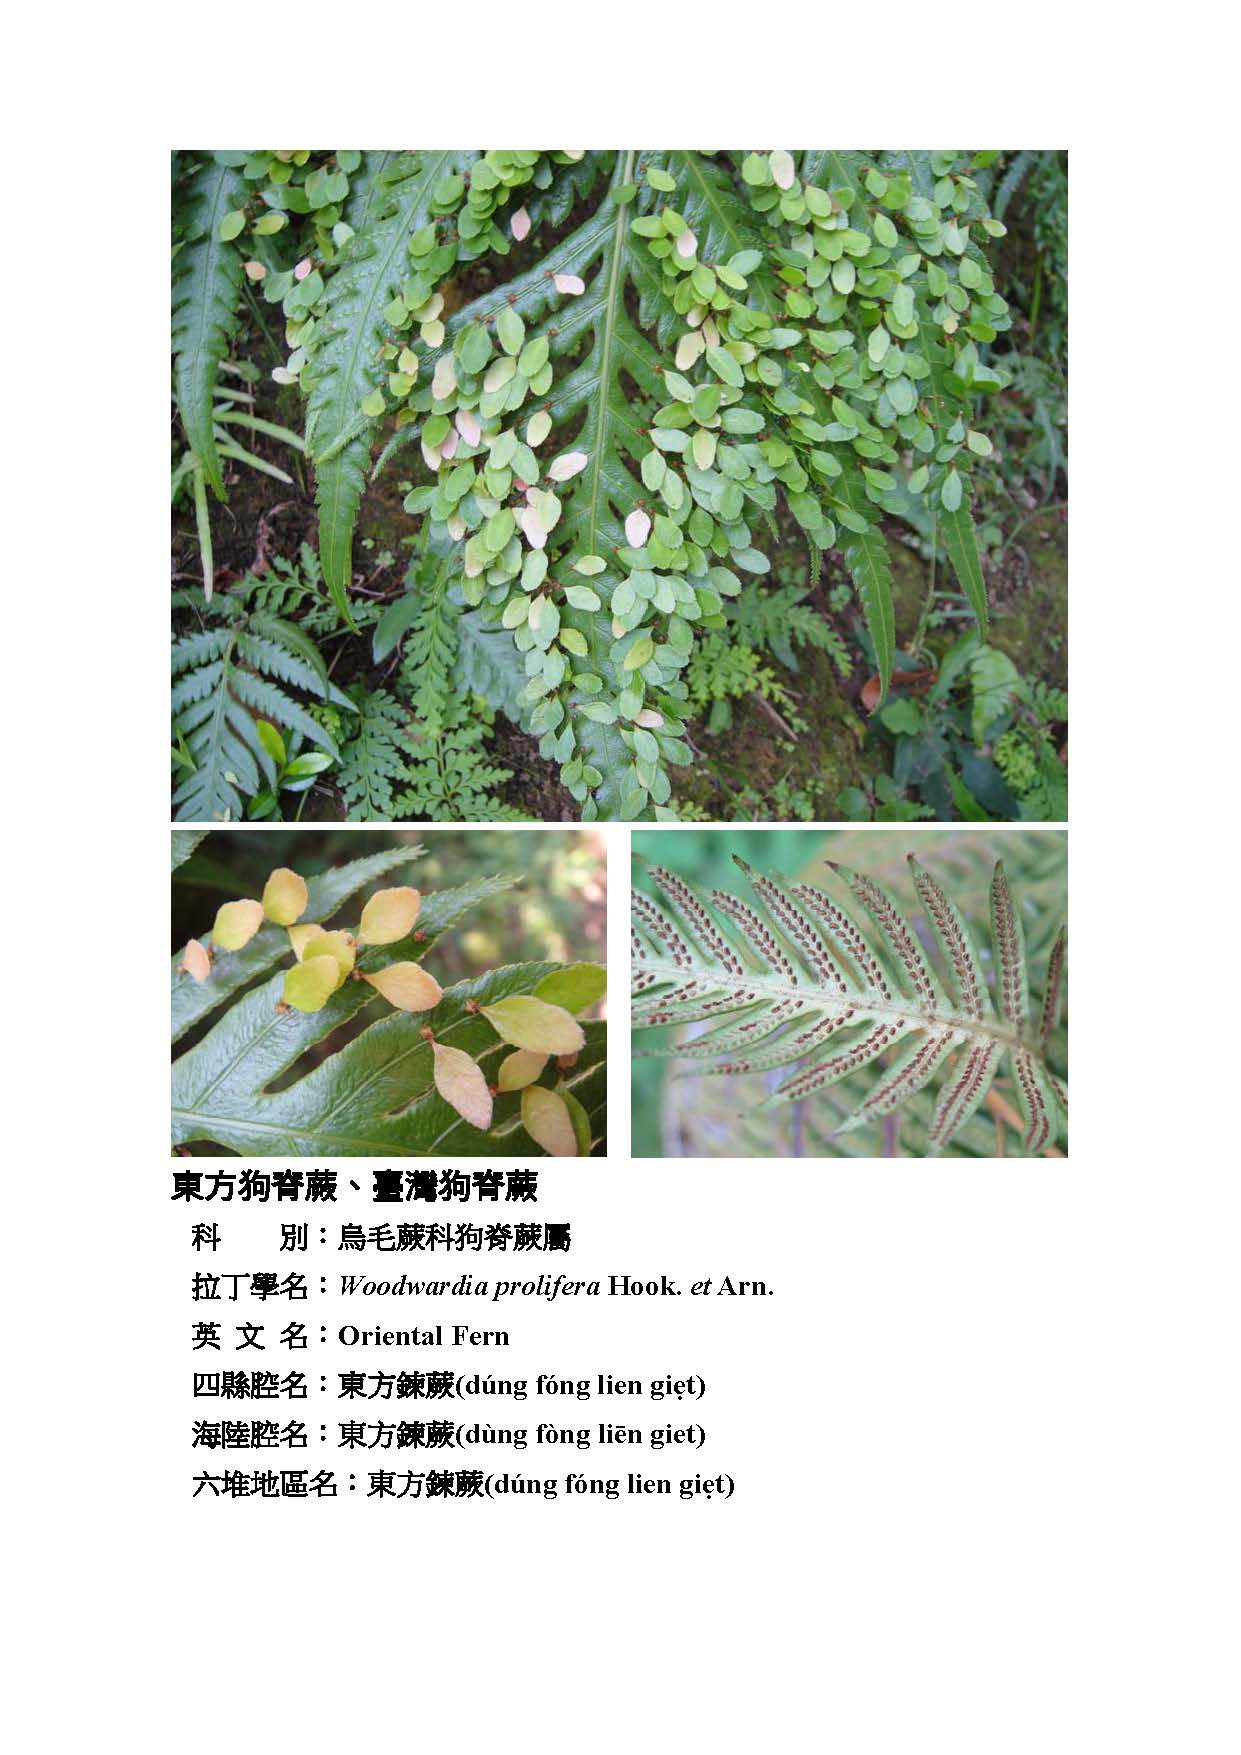 東方狗脊蕨、臺灣狗脊蕨
科　　別：烏毛蕨科狗脊蕨屬
拉丁學名：Woodwardia prolifera Hook. et Arn.
英 文 名：Oriental Fern
四縣腔名：東方鍊蕨(dúng fóng lien giẹt)
海陸腔名：東方鍊蕨(dùng fòng liēn giet)
六堆地區名：東方鍊蕨(dúng fóng lien giẹt)